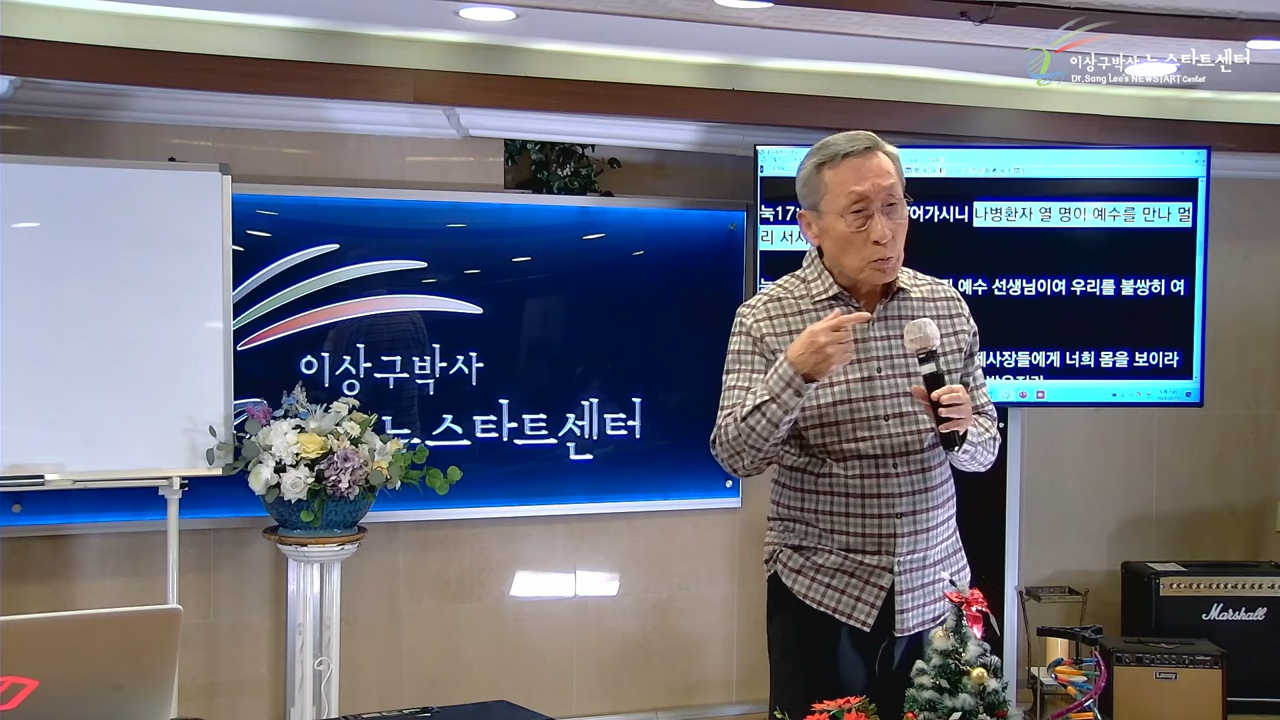 이상구박사 뉴스타트센터
Dr. Sang Lee's NEWSTART Center
이상구박사
뉴스타트센터
눅17 어가시니 나병환자 열 명이 예수를 만나 멀
리 서서
예수 선생님이여 우리를 불쌍히 여
제사장들에게 너희 몸을 보이라
Marshall
Laney